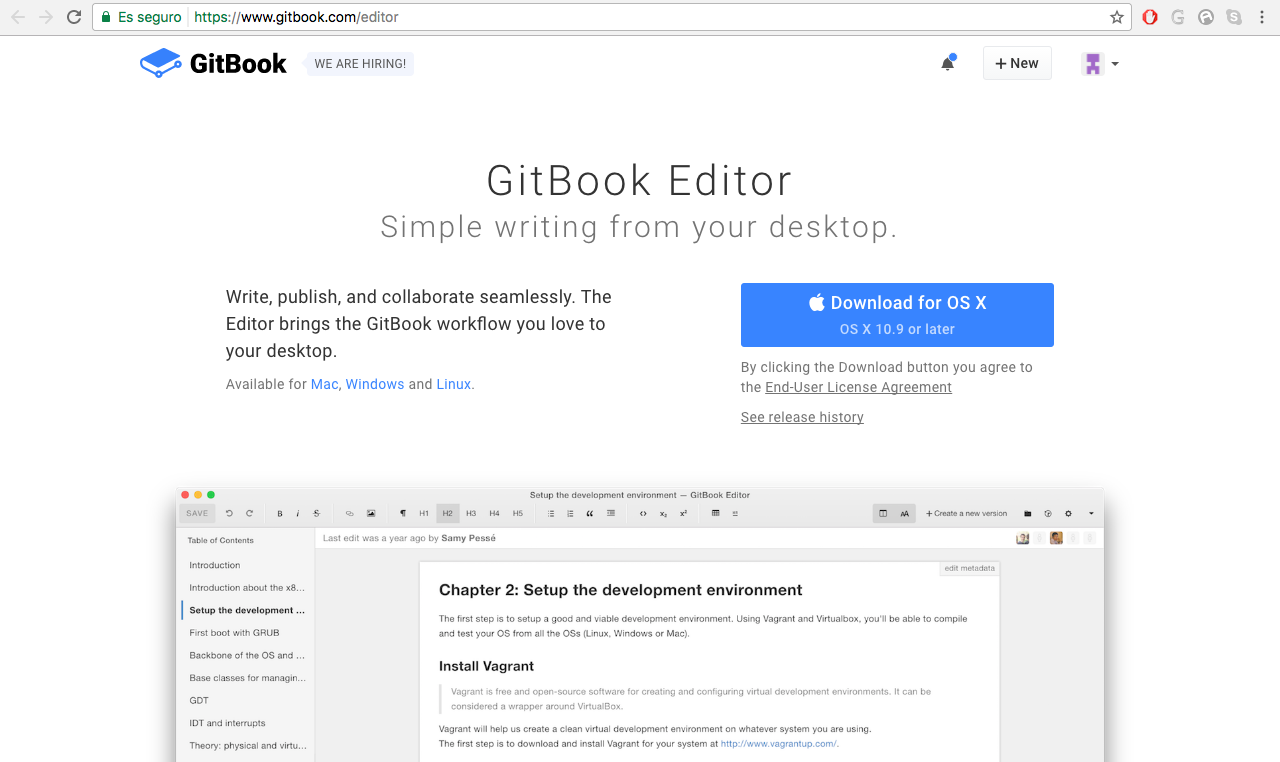 Es seguro https://www.gitbook.com/editor
GitBook WE ARE HIRING!
+ New
GitBook Editor
Simple writing from your desktop.
Write, publish, and collaborate seamlessly. The
Editor brings the GitBook workflow you love to
your desktop.
Available for Mac, Windows and Linux.
Download for OS X
OS X 10.9 or later
By clicking the Download button you agree to
the End-User License Agreement
See release history
Setup the development environment — GitBook Editor
SAVE B i S ¶ H1 H2 H3 H4 H5 x₂ x² AA + Create a new version
Table of Contents
Introduction
Introduction about the x8...
Setup the development ...
First boot with GRUB
Backbone of the OS and ...
Base classes for managin...
GDT
IDT and interrupts
Theory: physical and virtu...
Last edit was a year ago by Samy Pessé
edit metadata
Chapter 2: Setup the development environment
The first step is to setup a good and viable development environment. Using Vagrant and Virtualbox, you'll be able to compile
and test your OS from all the OSs (Linux, Windows or Mac).
Install Vagrant
Vagrant is free and open-source software for creating and configuring virtual development environments. It can be
considered a wrapper around VirtualBox.
Vagrant will help us create a clean virtual development environment on whatever system you are using.
The first step is to download and install Vagrant for your system at http://www.vagrantup.com/.